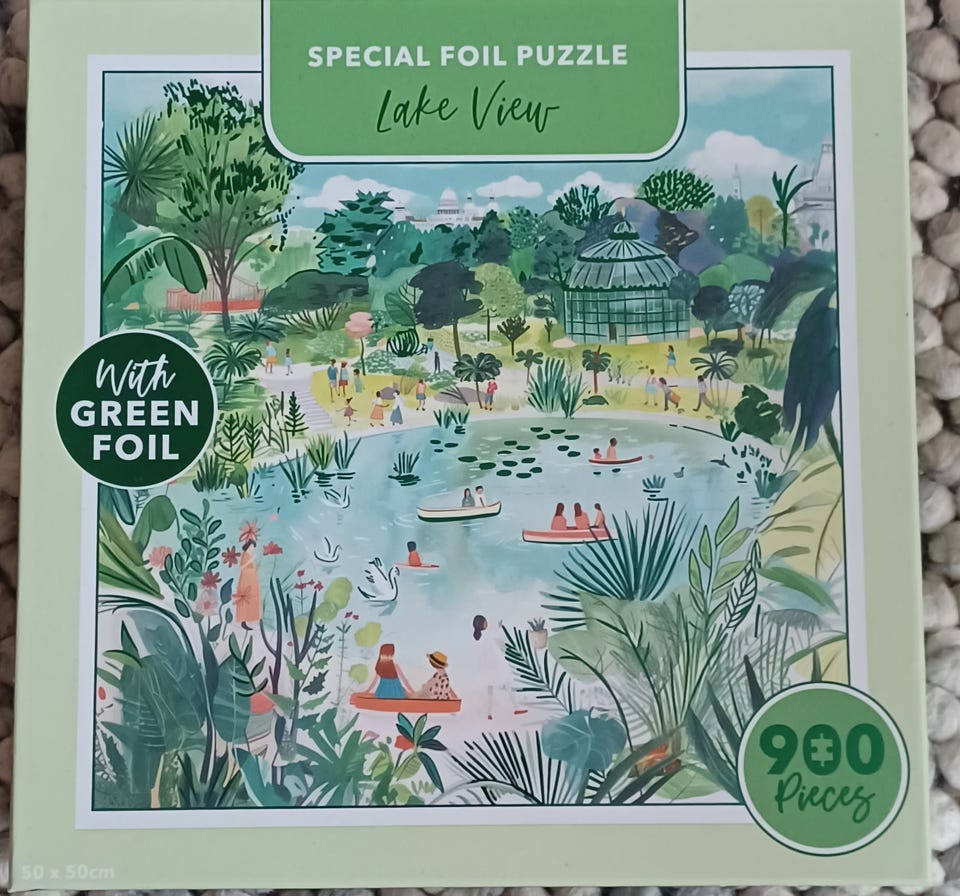 SPECIAL FOIL PUZZLE
Lake View
With
GREEN
FOIL
900
Pieces
50 x 50cm